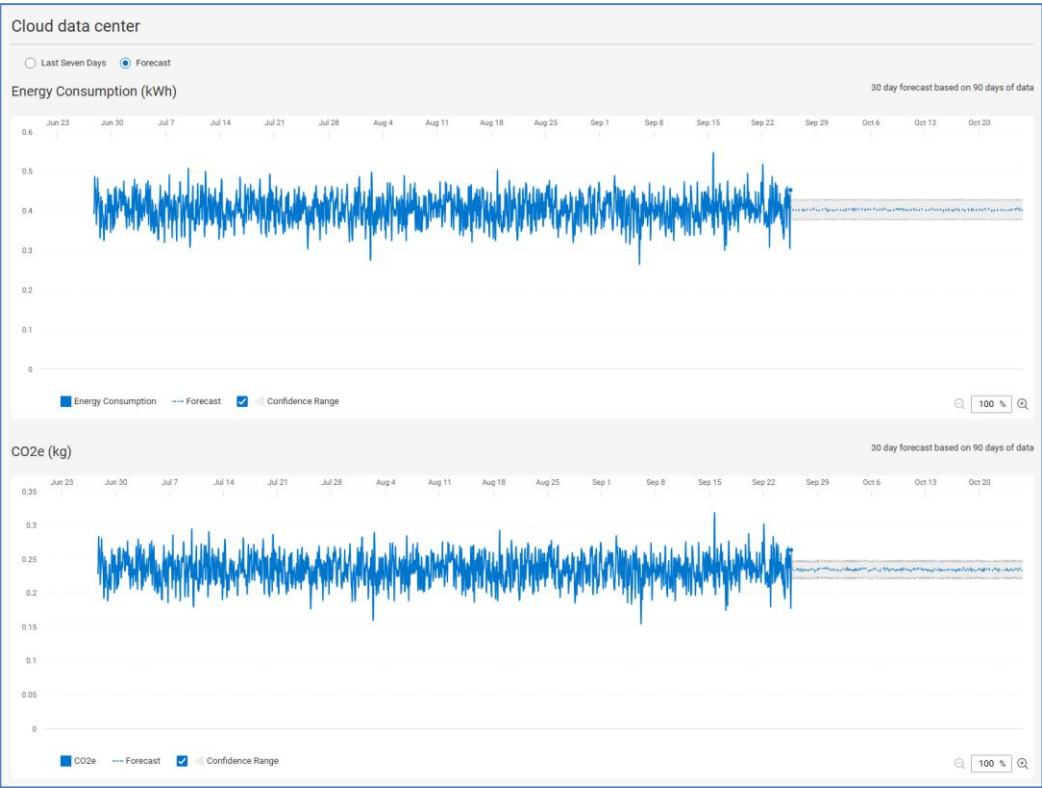 Cloud data center
Last Seven Days Forecast
Energy Consumption (kWh) 30 day forecast based on 90 days of data
Jun 23 Jun 30 Jul 7 Jul 14 Jul 21 Jul 28 Aug 4 Aug 11 Aug 18 Aug 25 Sep 1 Sep 8 Sep 15 Sep 22 Sep 29 Oct 6 Oct 13 Oct 20
0.6
0.5
0.4
0.3
0.2
0.1
0
Energy Consumption Forecast Confidence Range 100 %
CO2e (kg) 30 day forecast based on 90 days of data
Jun 23 Jun 30 Jul 7 Jul 14 Jul 21 Jul 28 Aug 4 Aug 11 Aug 18 Aug 25 Sep 1 Sep 8 Sep 15 Sep 22 Sep 29 Oct 6 Oct 13 Oct 20
0.35
0.3
0.25
0.2
0.15
0.1
0.05
0
CO2e Forecast Confidence Range 100 %